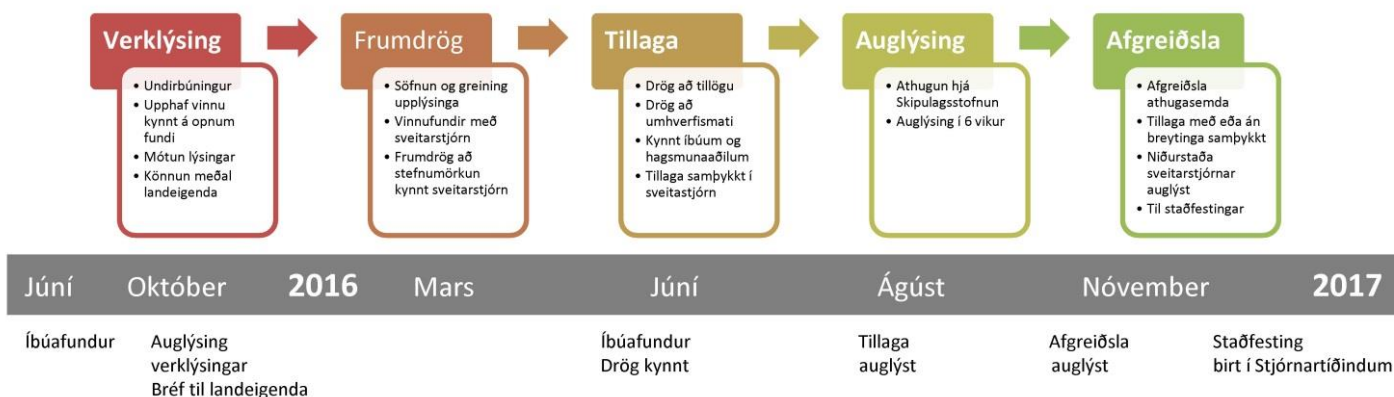 Verklýsing
• Undirbúningur
• Upphaf vinnu
kynnt á opnum
fundi
• Mótun lýsingar
• Könnun meðal
landeigenda
Frumdrög
• Söfnun og greining
upplýsinga
• Vinnufundir með
sveitarstjórn
• Frumdrög að
stefnumörkun
kynnt sveitarstjórn
Tillaga
• Drög að tillögu
• Drög að
umhverfismati
• Kynnt íbúum og
hagsmunaaðilum
• Tillaga samþykkt í
sveitastjórn
Auglýsing
• Athugun hjá
Skipulagsstofnun
• Auglýsing í 6 vikur
Afgreiðsla
• Afgreiðsla
athugasemda
• Tillaga með eða án
breytinga samþykkt
• Niðurstaða
sveitarstjórnar
auglýst
• Til staðfestingar
Júní Október 2016 Mars Júní Ágúst Nóvember 2017
Íbúafundur
Auglýsing
verklýsingar
Bréf til landeigenda
Íbúafundur
Drög kynnt
Tillaga
auglýst
Afgreiðsla
auglýst
Staðfesting
birt í Stjórnartíðindum